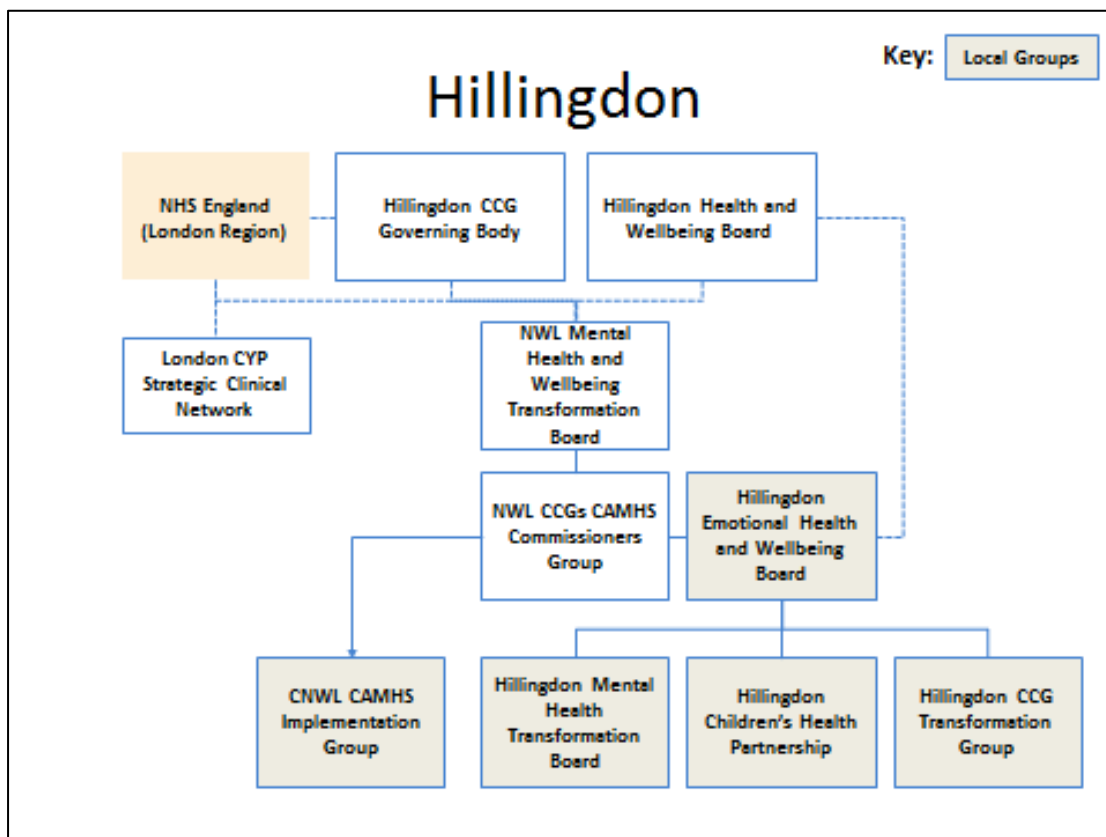 Key:
Local Groups
Hillingdon
NHS England
(London Region)
Hillingdon CCG
Governing Body
Hillingdon Health and
Wellbeing Board
London CYP
Strategic Clinical
Network
NWL Mental
Health and
Wellbeing
Transformation
Board
NWL CCGs CAMHS
Commissioners
Group
Hillingdon
Emotional Health
and Wellbeing
Board
CNWL CAMHS
Implementation
Group
Hillingdon Mental
Health
Transformation
Board
Hillingdon
Children's Health
Partnership
Hillingdon CCG
Transformation
Group